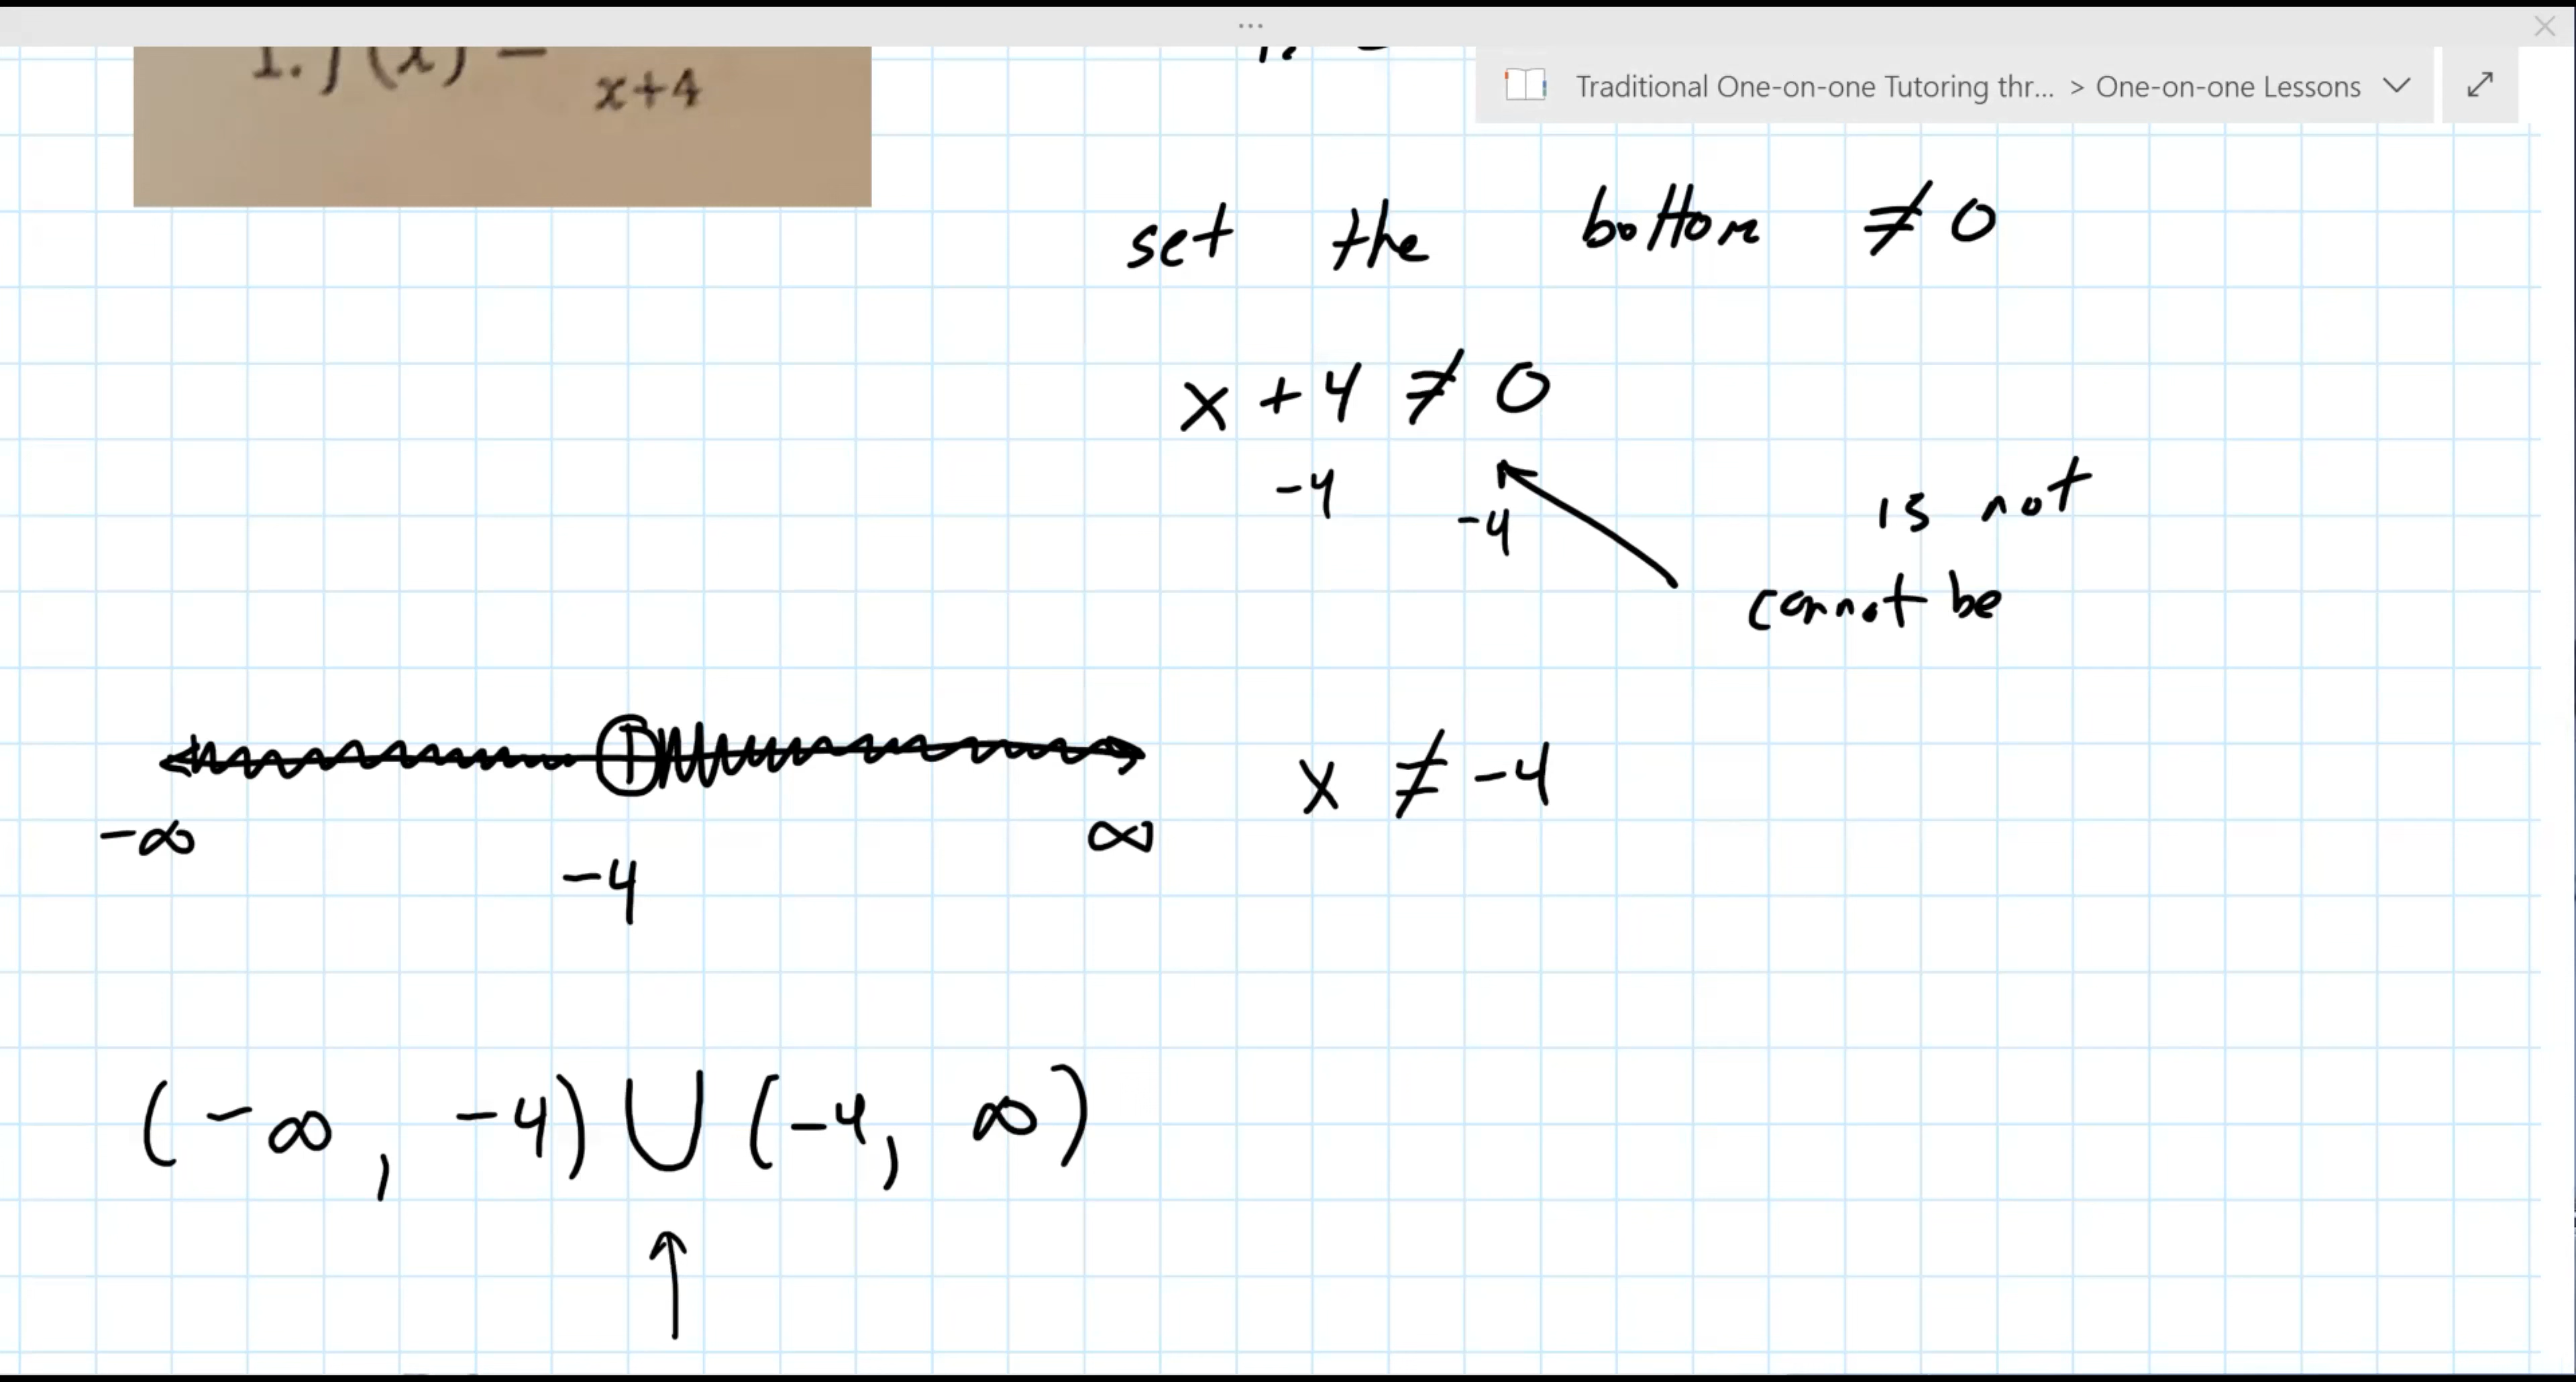 ...
1. f(x) =
x+4
Traditional One-on-one Tutoring thr... > One-on-one Lessons
set the bottom ≠ 0
x + 4 ≠ 0
-4 -4
is not
cannot be
-∞ -4 ∞
x ≠ -4
(-∞, -4) ∪ (-4, ∞)